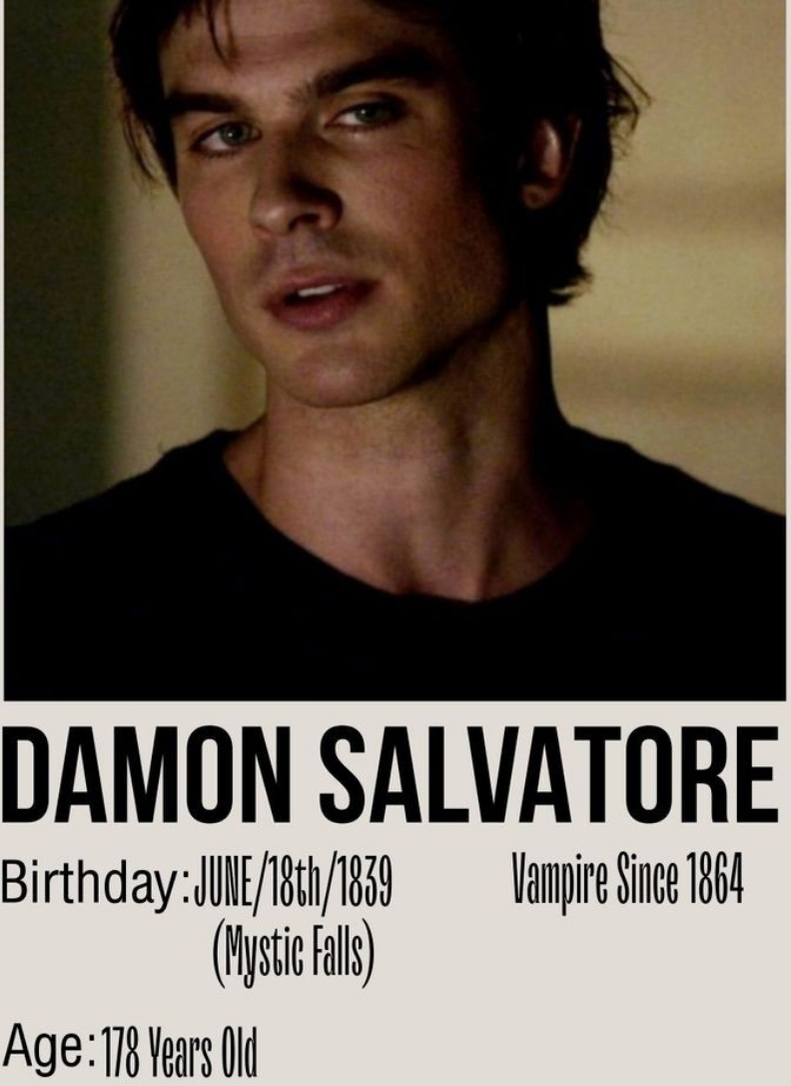 DAMON SALVATORE
Birthday:JUNE/18th/1839
Vampire Since 1864
(Mystic Falls)
Age:178 Years Old